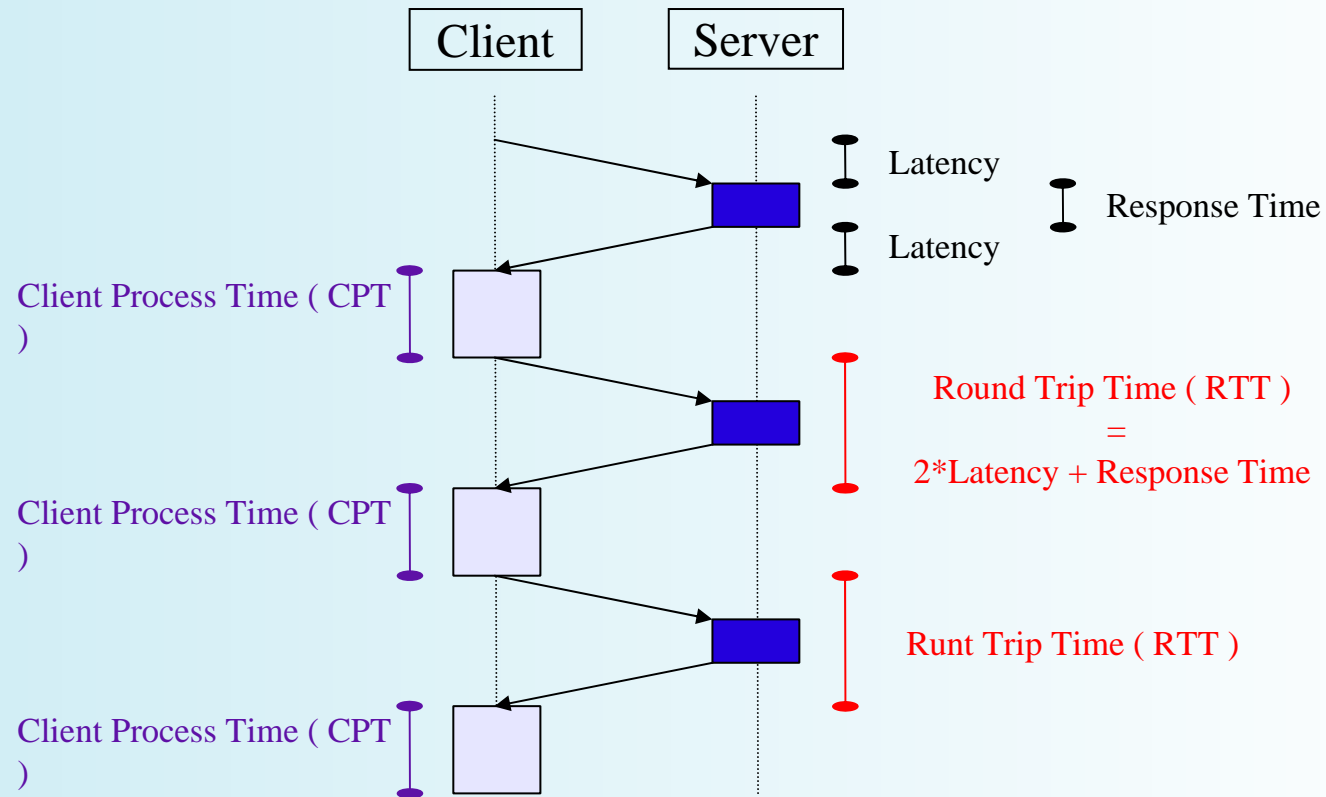 Client
Server
Latency
Response Time
Latency
Client Process Time ( CPT
)
Round Trip Time ( RTT )
=
2*Latency + Response Time
Client Process Time ( CPT
)
Runt Trip Time ( RTT )
Client Process Time ( CPT
)